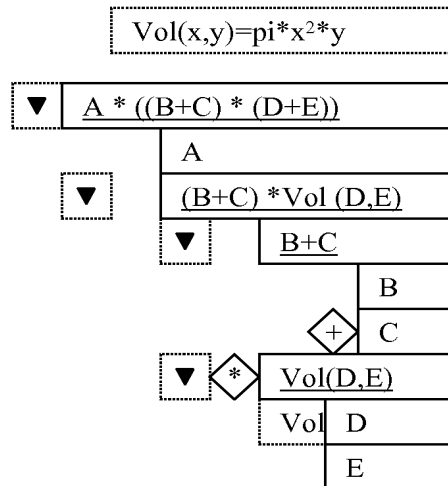 Vol(x,y)=pi*x²*y
A * ((B+C) * (D+E))
A
(B+C) *Vol (D,E)
B+C
B
+ C
* Vol(D,E)
Vol D
E